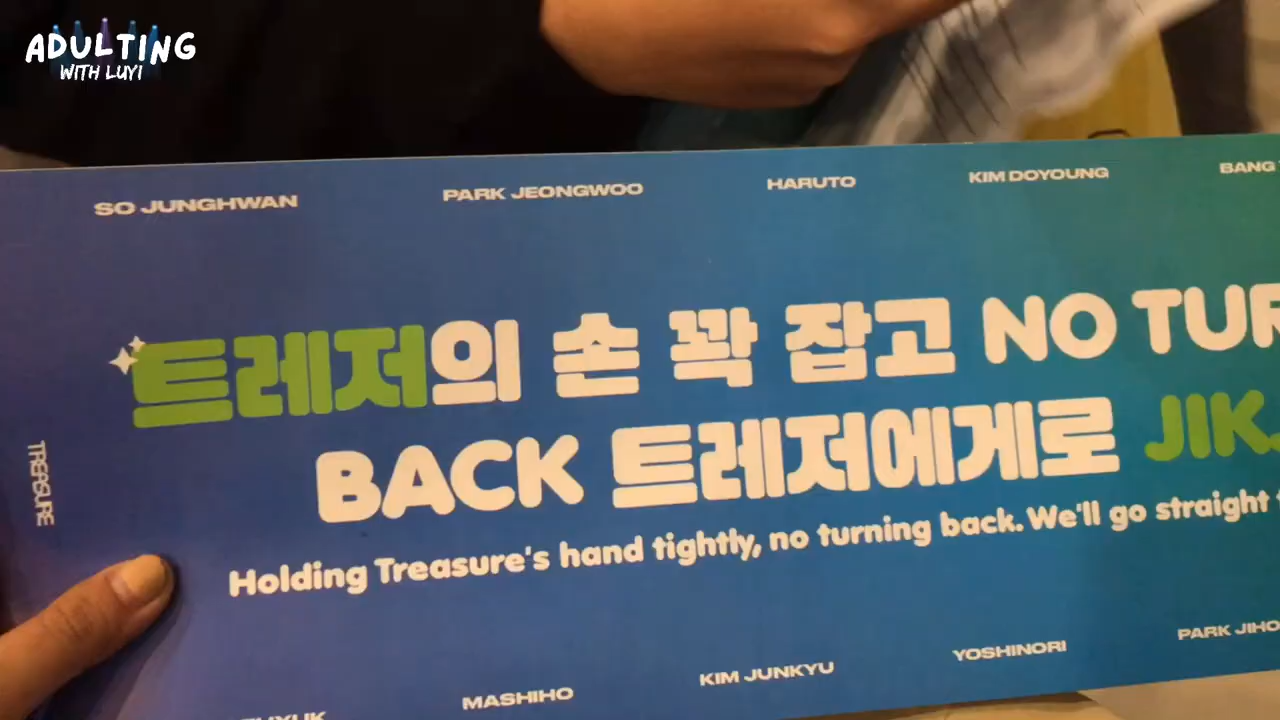 ADULTING
WITH LUYI
SO JUNGHWAN PARK JEONGWOO HARUTO KIM DOYOUNG BANG
트레저의 손 꽉 잡고 NO
BACK 트레저에게로
TREASURE
Holding Treasure's hand tightly, no turning back. We'll go straight
MASHIHO KIM JUNKYU YOSHINORI PARK